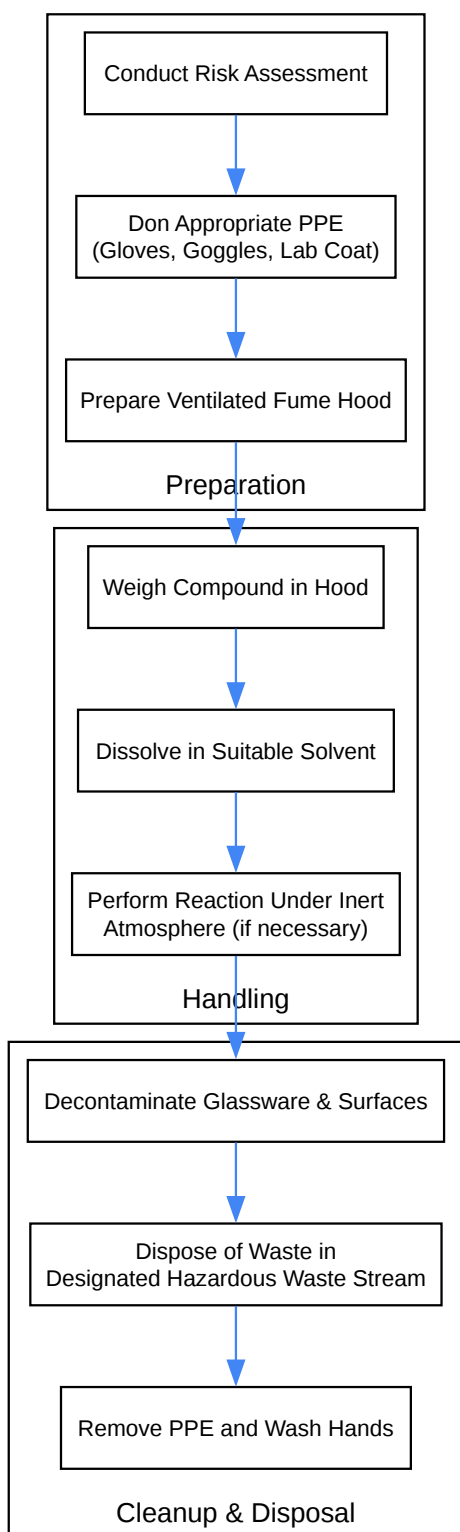 Conduct Risk Assessment
Don Appropriate PPE
(Gloves, Goggles, Lab Coat)
Prepare Ventilated Fume Hood
Preparation
Weigh Compound in Hood
Dissolve in Suitable Solvent
Perform Reaction Under Inert
Atmosphere (if necessary)
Handling
Decontaminate Glassware & Surfaces
Dispose of Waste in
Designated Hazardous Waste Stream
Remove PPE and Wash Hands
Cleanup & Disposal